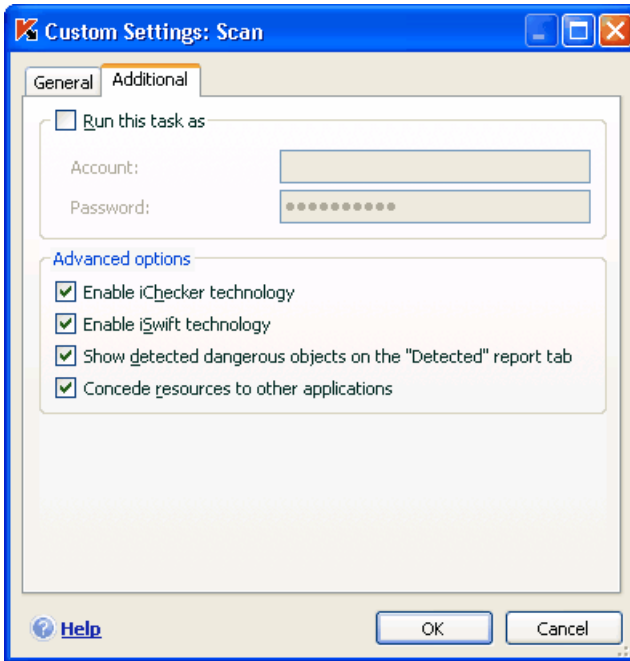 Custom Settings: Scan
General Additional
Run this task as
Account:
Password: ●●●●●●●●●●
Advanced options
Enable iChecker technology
Enable iSwift technology
Show detected dangerous objects on the "Detected" report tab
Concede resources to other applications
Help OK Cancel